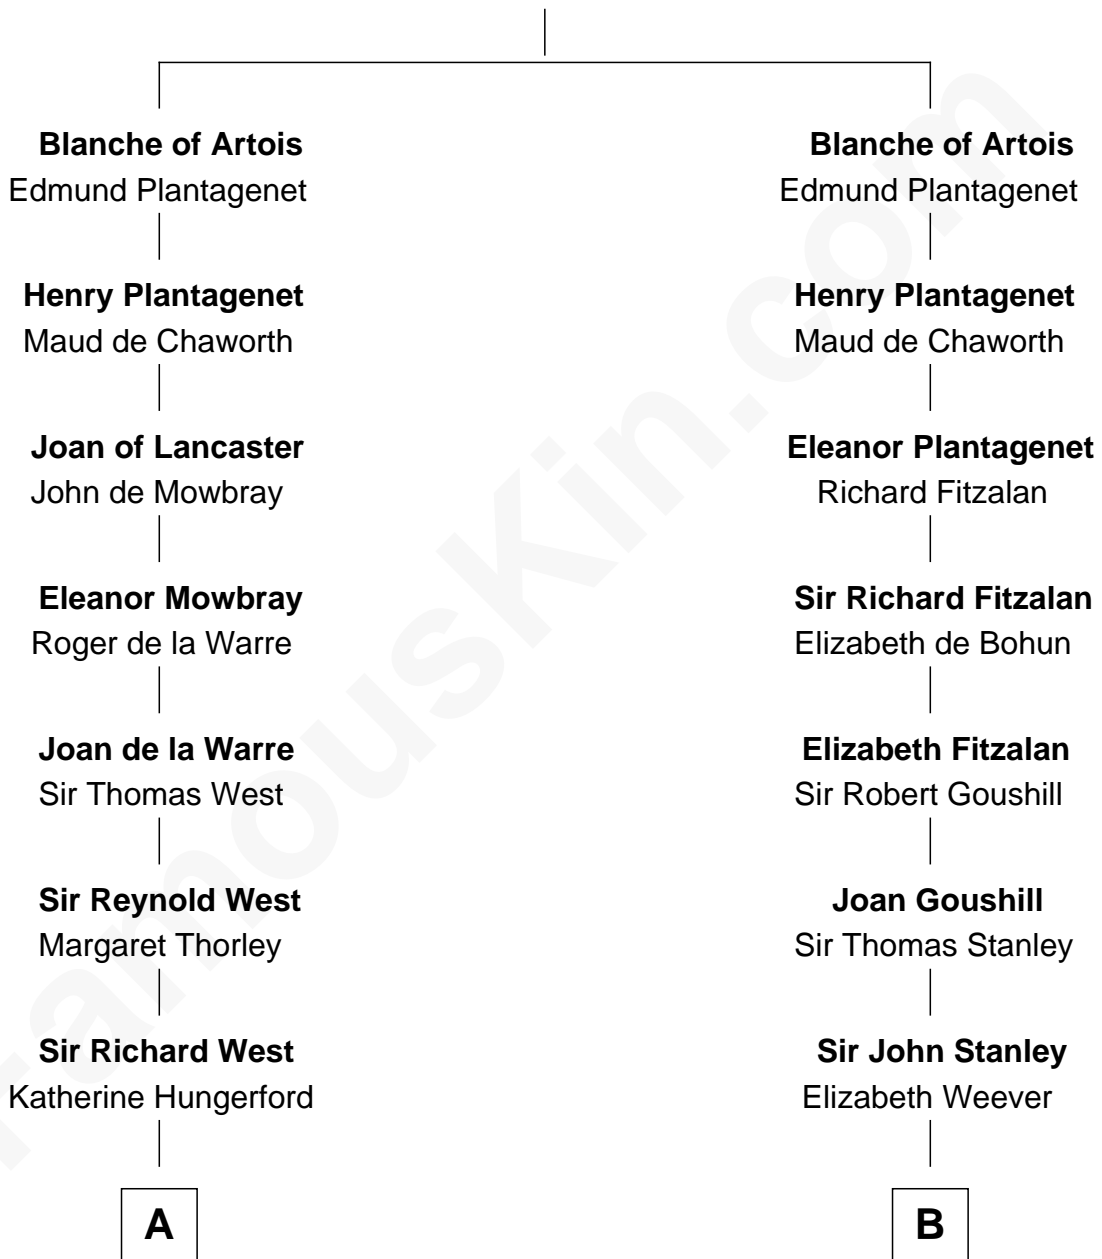 Blanche of Artois
Edmund Plantagenet
Henry Plantagenet
Maud de Chaworth
Joan of Lancaster
John de Mowbray
Eleanor Mowbray
Roger de la Warre
Joan de la Warre
Sir Thomas West
Sir Reynold West
Margaret Thorley
Sir Richard West
Katherine Hungerford
A
Blanche of Artois
Edmund Plantagenet
Henry Plantagenet
Maud de Chaworth
Eleanor Plantagenet
Richard Fitzalan
Sir Richard Fitzalan
Elizabeth de Bohun
Elizabeth Fitzalan
Sir Robert Goushill
Joan Goushill
Sir Thomas Stanley
Sir John Stanley
Elizabeth Weever
B
famouskin.com